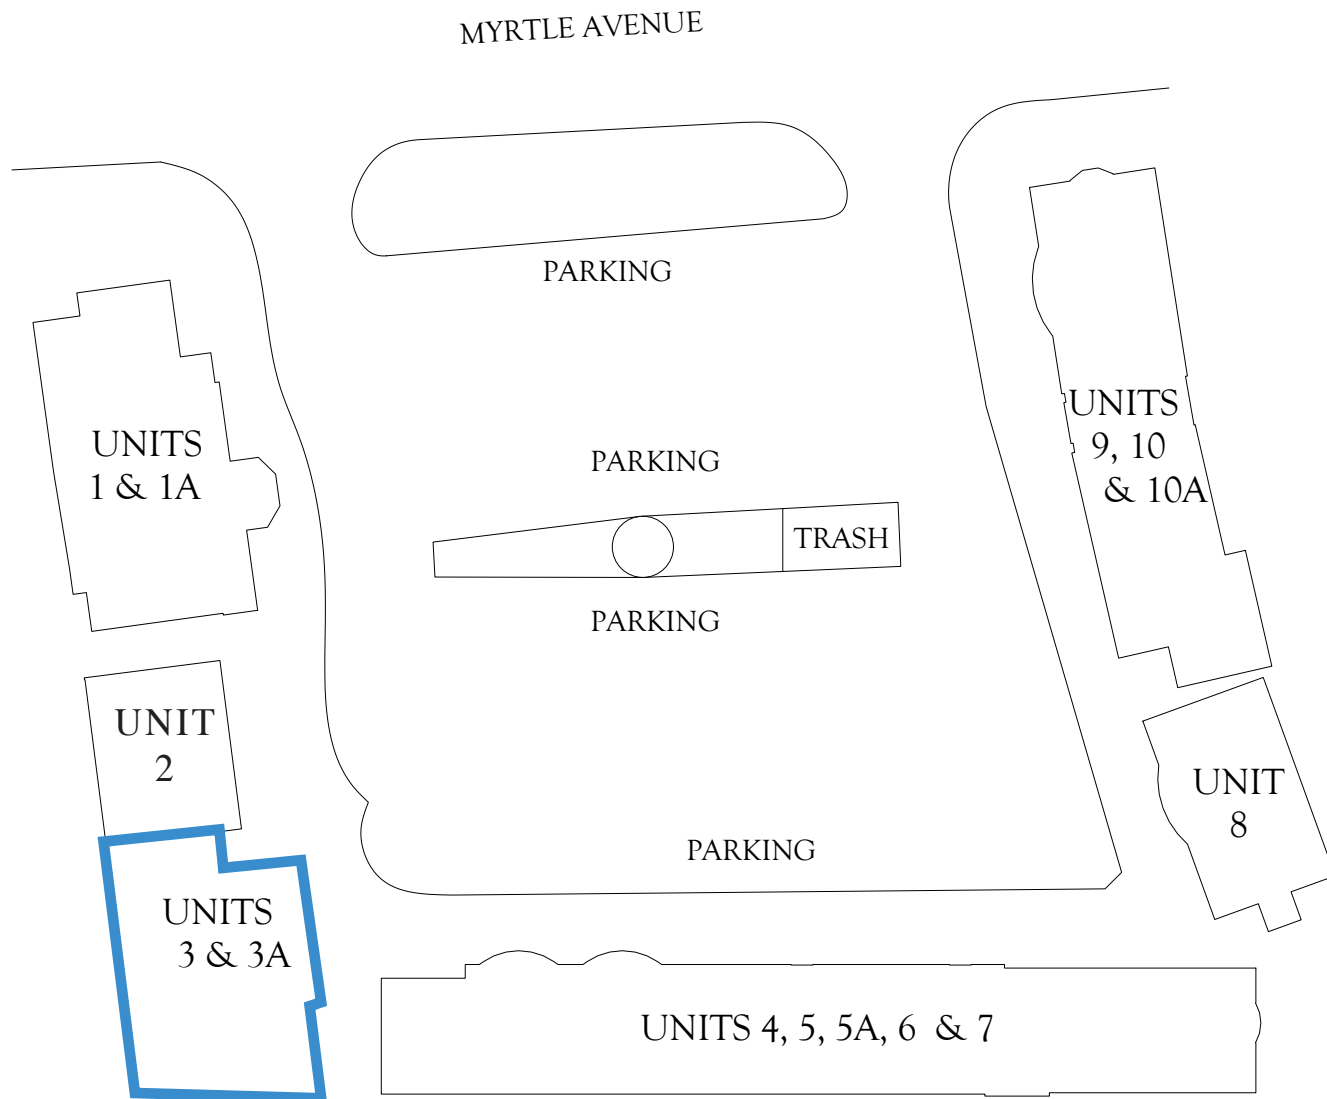 MYRTLE AVENUE
PARKING
UNITS
9, 10
& 10A
UNITS
1 & 1A
PARKING
TRASH
PARKING
UNIT
2
UNIT
8
PARKING
UNITS
3 & 3A
UNITS 4, 5, 5A, 6 & 7